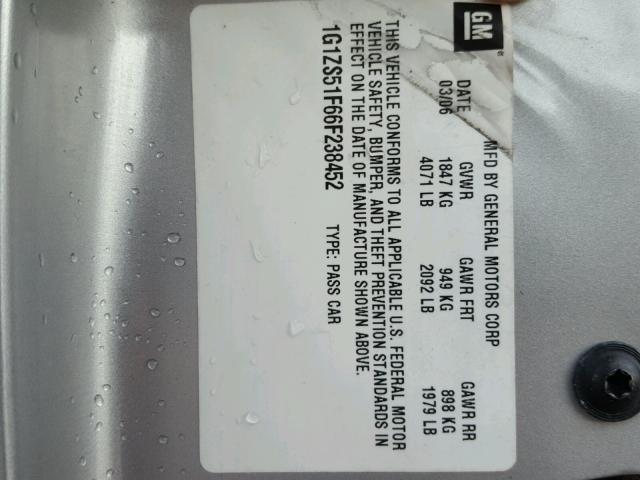 GM
MFD BY GENERAL MOTORS CORP
DATE GVWR GAWR FRT GAWR RR
03/06 1847 KG 949 KG 898 KG
4071 LB 2092 LB 1979 LB
THIS VEHICLE CONFORMS TO ALL APPLICABLE U.S. FEDERAL MOTOR
VEHICLE SAFETY, BUMPER, AND THEFT PREVENTION STANDARDS IN
EFFECT ON THE DATE OF MANUFACTURE SHOWN ABOVE.
1G1ZS51F66F238452 TYPE: PASS CAR